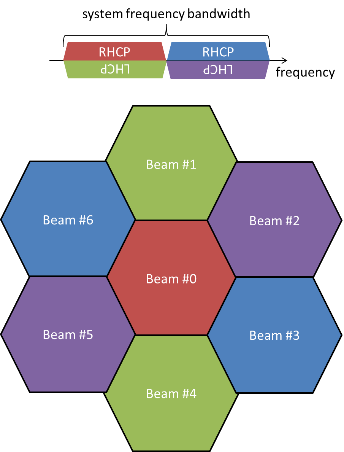 system frequency bandwidth
RHCP RHCP
LHCP LHCP
frequency
Beam #1
Beam #6
Beam #2
Beam #0
Beam #5
Beam #3
Beam #4